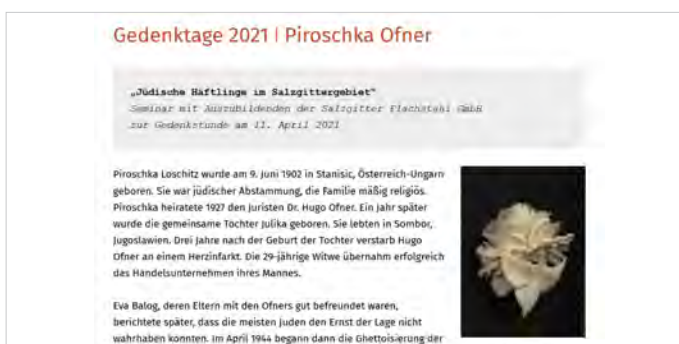 Gedenktage 2021 | Piroschka Ofner
„Jüdische Häftlinge im Salzgittergebiet“
Seminar mit Auszubildenden der Salzgitter Flachstahl GmbH
zur Gedenkstunde am 11. April 2021
Piroschka Loschitz wurde am 9. Juni 1902 in Stanisic, Österreich-Ungarn
geboren. Sie war jüdischer Abstammung, die Familie mäßig religiös.
Piroschka heiratete 1927 den Juristen Dr. Hugo Ofner. Ein Jahr später
wurde die gemeinsame Tochter Julika geboren. Sie lebten in Sombor,
Jugoslawien. Drei Jahre nach der Geburt der Tochter verstarb Hugo
Ofner an einem Herzinfarkt. Die 29-jährige Witwe übernahm erfolgreich
das Handelsunternehmen ihres Mannes.
Eva Balog, deren Eltern mit den Ofners gut befreundet waren,
berichtete später, dass die meisten Juden den Ernst der Lage nicht
wahrhaben konnten. Im April 1944 begann dann die Ghettoisierung der